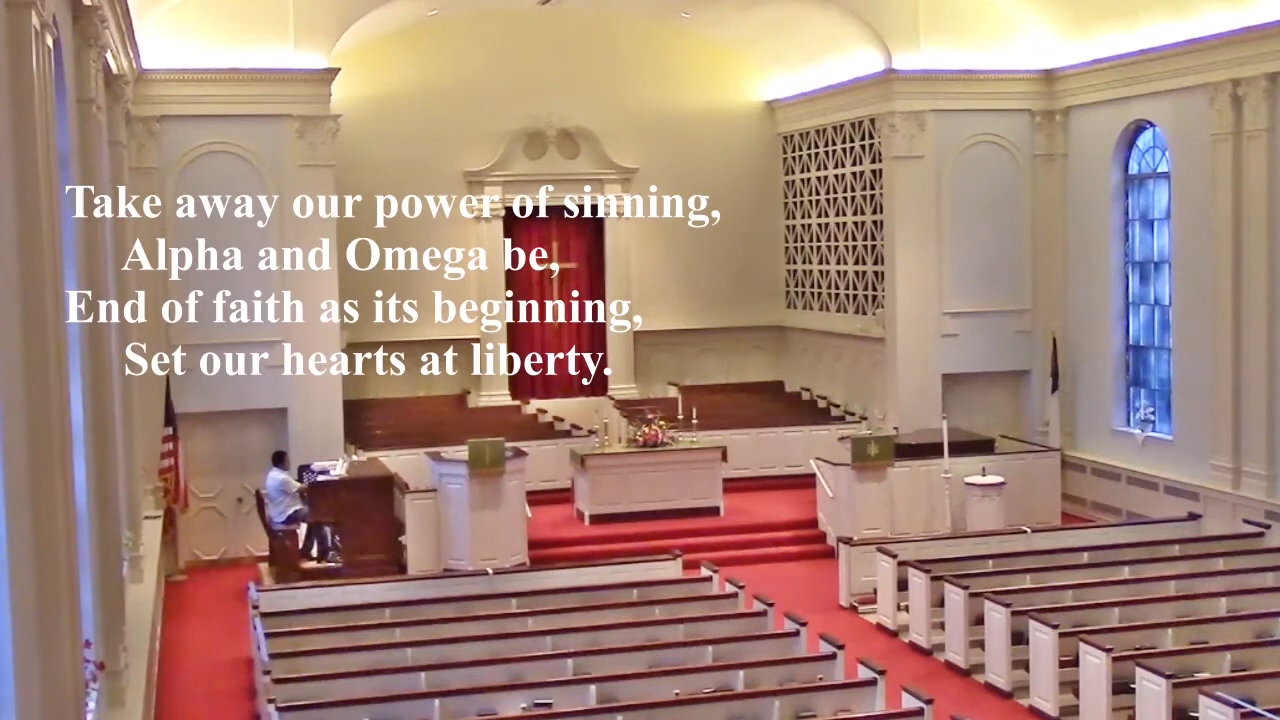 Take away our power of sinning,
Alpha and Omega be,
End of faith as its beginning,
Set our hearts at liberty.